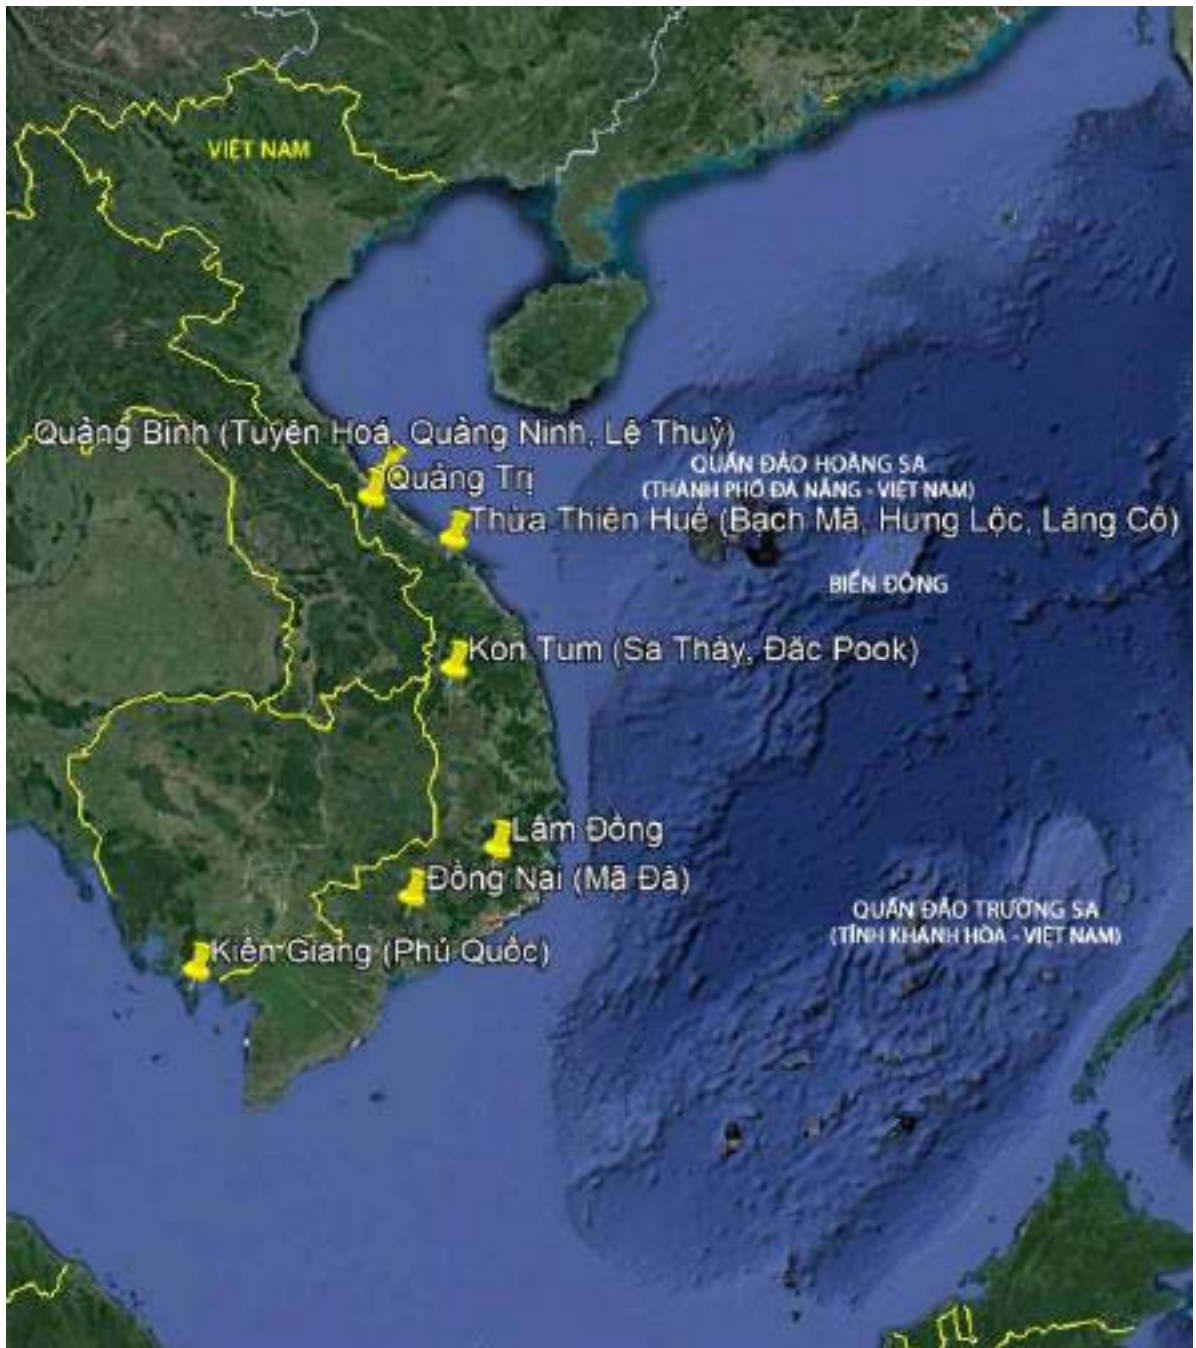 VIỆT NAM
Quảng Bình (Tuyên Hoá, Quảng Ninh, Lệ Thuỷ)
QUẦN ĐẢO HOÀNG SA
(THÀNH PHỐ ĐÀ NẴNG - VIỆT NAM)
Quảng Trị
Thừa Thiên Huế (Bạch Mã, Hưng Lộc, Lăng Cô)
BIỂN ĐÔNG
Kon Tum (Sa Thầy, Đăc Pook)
Lâm Đồng
Đồng Nai (Mã Đà)
QUẦN ĐẢO TRƯỜNG SA
(TỈNH KHÁNH HÒA - VIỆT NAM)
Kiên Giang (Phú Quốc)